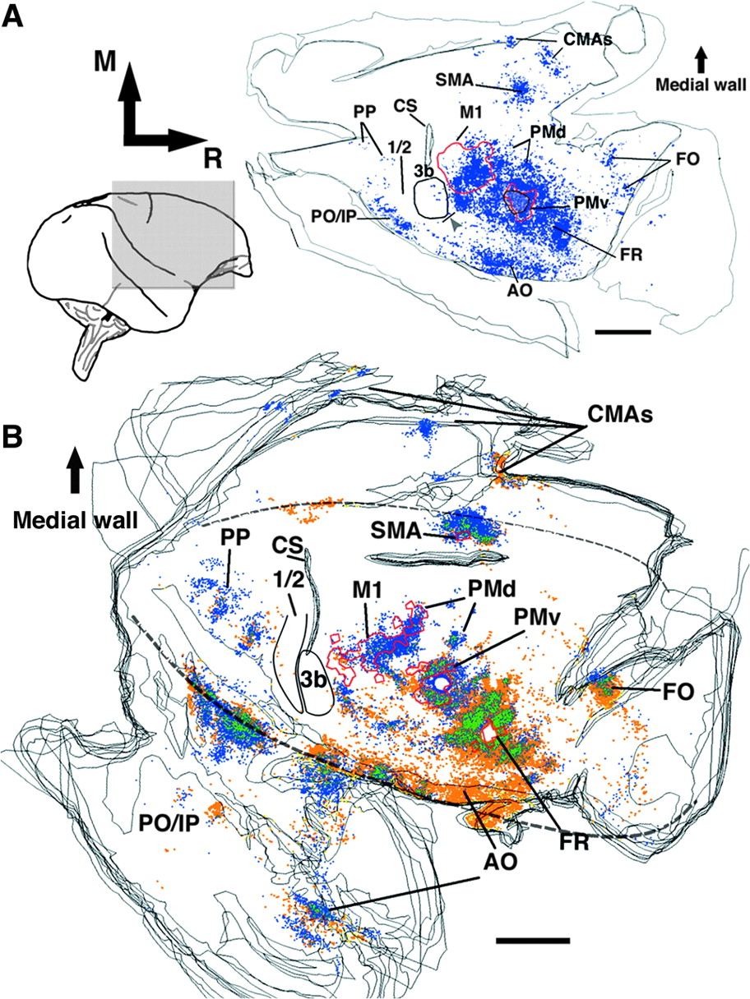 A
M
R
CMAs
Medial wall
SMA
PP
CS
M1
PMd
1/2
3b
FO
PO/IP
PMv
FR
AO
B
CMAs
Medial wall
SMA
PP
CS
1/2
M1
PMd
PMv
3b
FO
PO/IP
FR
AO